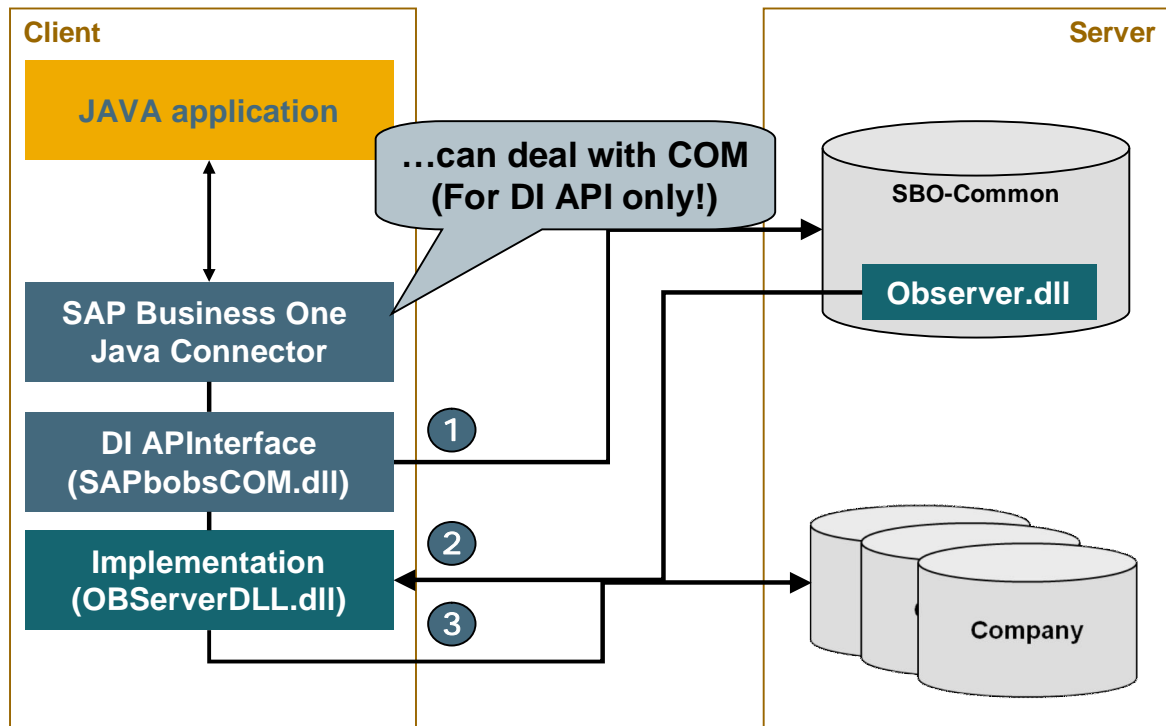 Client
Server
JAVA application
…can deal with COM
(For DI API only!)
SBO-Common
Observer.dll
SAP Business One
Java Connector
1
DI APInterface
(SAPbobsCOM.dll)
2
Implementation
(OBServerDLL.dll)
3
Company